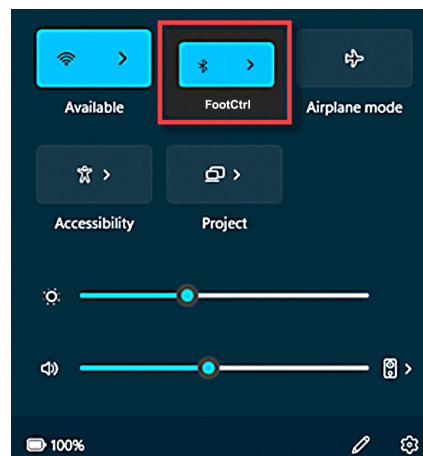 Available
FootCtrl
Airplane mode
Accessibility
Project
100%